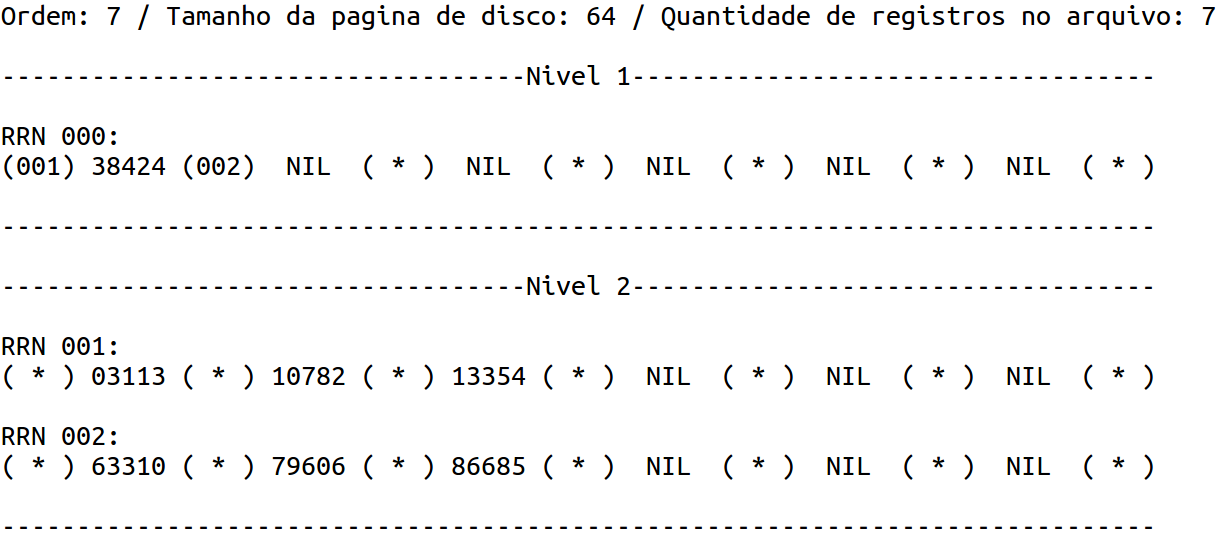 Ordem: 7 / Tamanho da pagina de disco: 64 / Quantidade de registros no arquivo: 7
-----------------------------------Nivel 1-----------------------------------
RRN 000:
(001) 38424 (002)  NIL  ( * )  NIL  ( * )  NIL  ( * )  NIL  ( * )  NIL  ( * )
-----------------------------------------------------------------------------
-----------------------------------Nivel 2-----------------------------------
RRN 001:
( * ) 03113 ( * ) 10782 ( * ) 13354 ( * )  NIL  ( * )  NIL  ( * )  NIL  ( * )
RRN 002:
( * ) 63310 ( * ) 79606 ( * ) 86685 ( * )  NIL  ( * )  NIL  ( * )  NIL  ( * )
-----------------------------------------------------------------------------